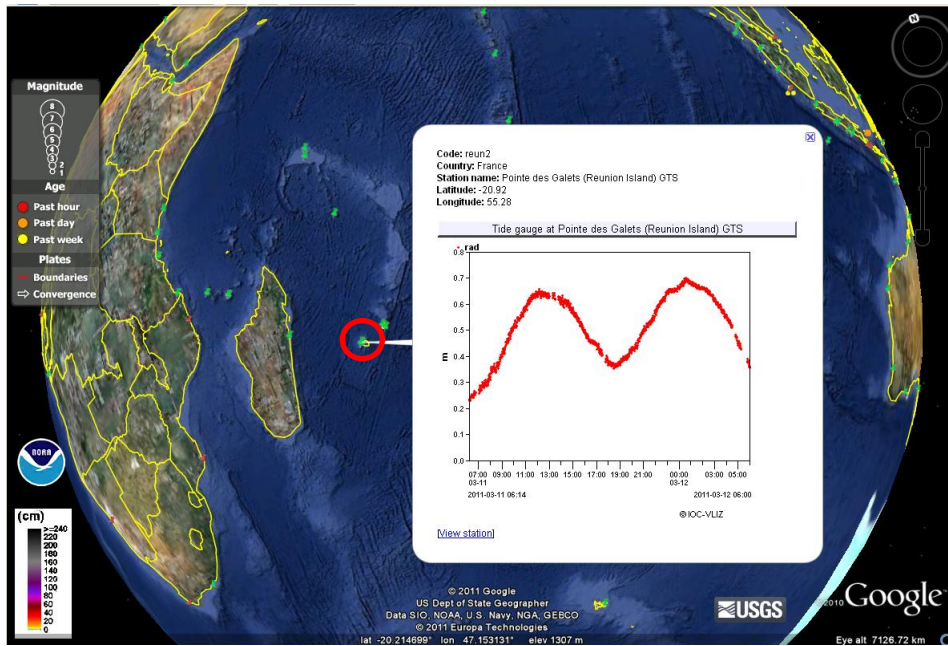 N
Magnitude
8
7
6
5
4
3
2
1
Age
Past hour
Past day
Past week
Plates
Boundaries
Convergence
NOAA
(cm)
>=240
220
200
180
160
140
120
100
80
60
40
20
0
Code: reun2
Country: France
Station name: Pointe des Galets (Reunion Island) GTS
Latitude: -20.92
Longitude: 55.28
Tide gauge at Pointe des Galets (Reunion Island) GTS
rad
0.8
0.7
0.6
0.5
0.4
0.3
0.2
0.1
0.0
m
07:00 09:00 11:00 13:00 15:00 17:00 19:00 21:00 00:00 03:00 05:00
03-11 03-12
2011-03-11 06:14 2011-03-12 06:00
©IOC-VLIZ
[View station]
© 2011 Google
US Dept of State Geographer
Data SIO, NOAA, U.S. Navy, NGA, GEBCO
© 2011 Europa Technologies
lat -20.214699° lon 47.153131° elev 1307 m
USGS
©2010 Google
Eye alt 7126.72 km